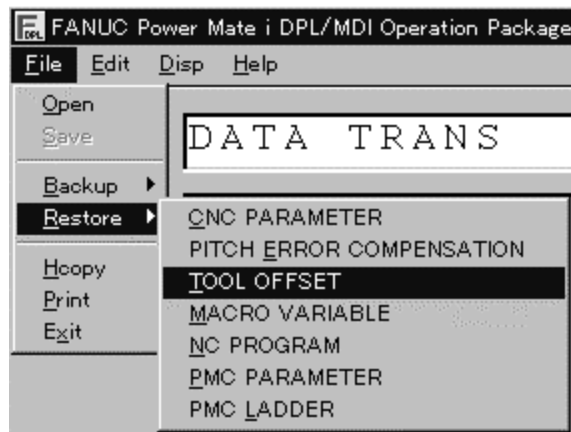 FANUC Power Mate i DPL/MDI Operation Package
File Edit Disp Help
Open
Save
DATA TRANS
Backup
Restore
CNC PARAMETER
PITCH ERROR COMPENSATION
TOOL OFFSET
MACRO VARIABLE
NC PROGRAM
PMC PARAMETER
PMC LADDER
Hcopy
Print
Exit